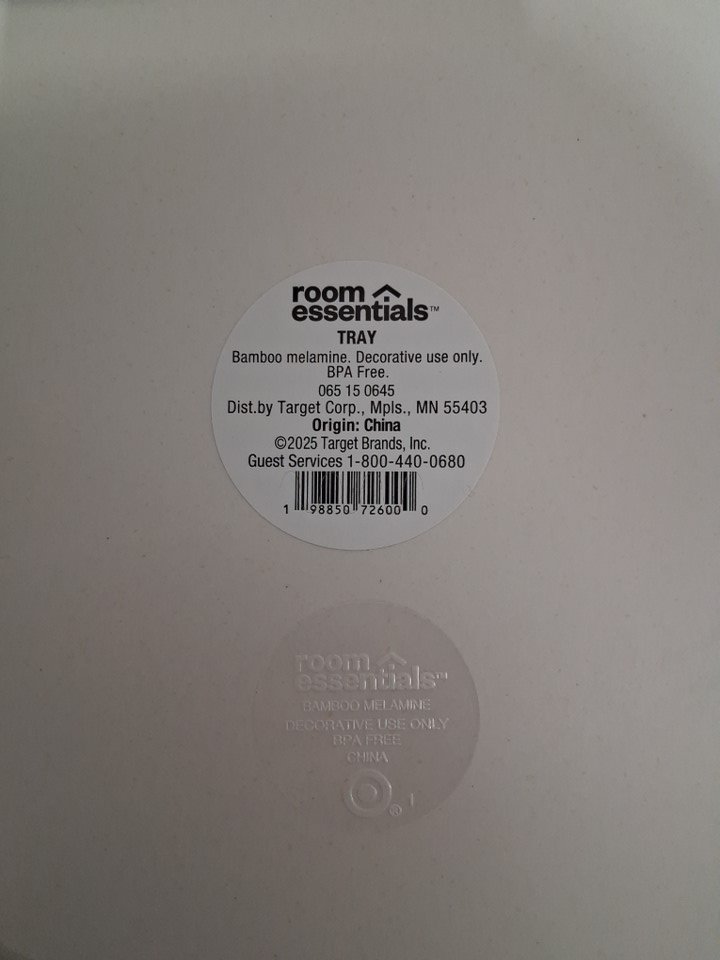 room
essentials™
TRAY
Bamboo melamine. Decorative use only.
BPA Free.
065 15 0645
Dist.by Target Corp., Mpls., MN 55403
Origin: China
©2025 Target Brands, Inc.
Guest Services 1-800-440-0680
1 98850 72600 0
room
essentials™
BAMBOO MELAMINE
DECORATIVE USE ONLY
BPA FREE
CHINA
® 1